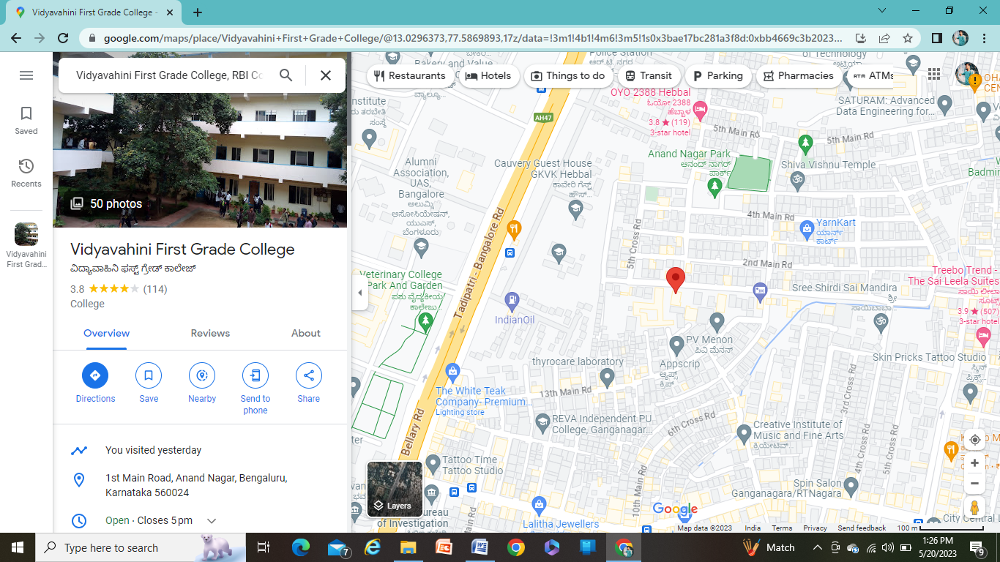 Vidyavahini First Grade College -
google.com/maps/place/Vidyavahini+First+Grade+College/@13.0296373,77.5869893,17z/data=!3m1!4b1!4m6!3m5!1s0x3bae17bc281a3f8d:0xbb4669c3b2023...
Vidyavahini First Grade College, RBI Co
Saved
Recents
Vidyavahini
First Grad...
50 photos
Vidyavahini First Grade College
ವಿದ್ಯಾವಾಹಿನಿ ಫಸ್ಟ್ ಗ್ರೇಡ್ ಕಾಲೇಜ್
3.8 (114)
College
Overview Reviews About
Directions Save Nearby Send to phone Share
You visited yesterday
1st Main Road, Anand Nagar, Bengaluru,
Karnataka 560024
Open · Closes 5 pm
Restaurants Hotels Things to do Transit Parking Pharmacies ATMs
Bakery and Value
Police Station
of Technology
AH47
OYO 2388 Hebbal
ಓಯೋ 2388
ಹೆಬ್ಬಾಳ
3.8 ★ (119)
3-star hotel
SATURAM: Advanced
Data Engineering for...
5th Main Rd
5th Main Rd
Anand Nagar Park
ಆನಂದ್ ನಾಗರ್
ಪಾರ್ಕ್
Shiva Vishnu Temple
Alumni
Association,
UAS,
Bangalore
ಅಲುಮ್ನಿ
ಅಸೋಸಿಯೇಷನ್,
ಯುಎಸ್,
ಬೆಂಗಳೂರು
Cauvery Guest House
GKVK Hebbal
ಕಾವೇರಿ ಗೆಸ್ಟ್
ಹೌಸ್...
4th Main Rd
YarnKart
ಯಾರ್ನ್
ಕಾರ್ಟ್
5th Cross Rd
2nd Main Rd
Tadipatri - Bangalore Rd
Veterinary College
Park And Garden
ಪಶು ವೈದ್ಯಕೀಯ
ಕಾಲೇಜು...
IndianOil
Treebo Trend -
The Sai Leela Suites
ಸಾಯಿ ಲೀಲಾ
ಸೂಟ್ಸ್
3.9 ★ (507)
3-star hotel
Sree Shirdi Sai Mandira
ಶ್ರೀ
ಸಾಯಿಬಾಬಾ...
PV Menon
ಪಿವಿ ಮೆನನ್
Appscrip
ಆ್ಯಪ್ಸ್
ಕ್ರಿಪ್
thyrocare laboratory
13th Main Rd
Skin Pricks Tattoo Studio
The White Teak
Company- Premium...
Lighting store
REVA Independent PU
College, Ganganagar...
6th Cross Rd
3rd Cross Rd
Creative Institute of
Music and Fine Arts
ಕ್ರಿಯೇಟಿವ್...
Bellary Rd
4th Cross Rd
5th Cross Rd
Tattoo Time
Tattoo Studio
10th Main Rd
Spin Salon
Ganganagara/RTNagara
Layers
of Investigation
Lalitha Jewellers
Google
City Central L
Map data ©2023 India Terms Privacy Send feedback 100 m
Type here to search
7
Match
1:26 PM
5/20/2023
9